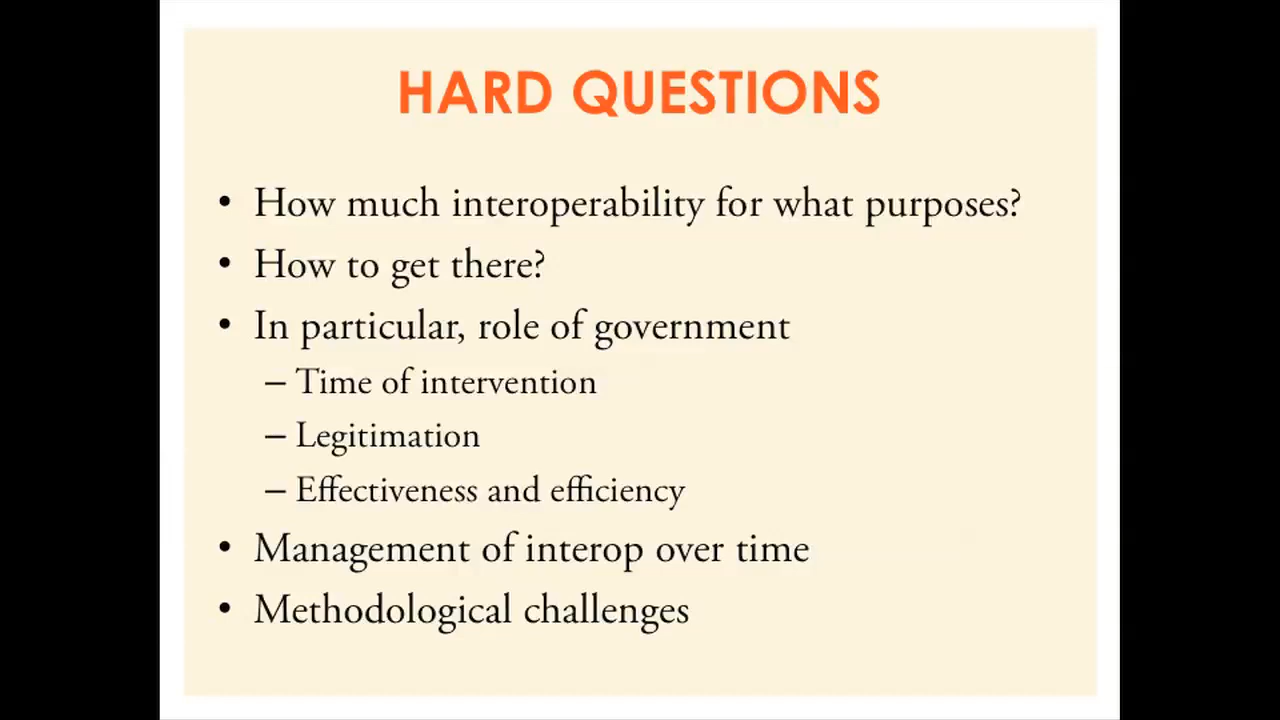 HARD QUESTIONS
• How much interoperability for what purposes?
• How to get there?
• In particular, role of government
– Time of intervention
– Legitimation
– Effectiveness and efficiency
• Management of interop over time
• Methodological challenges